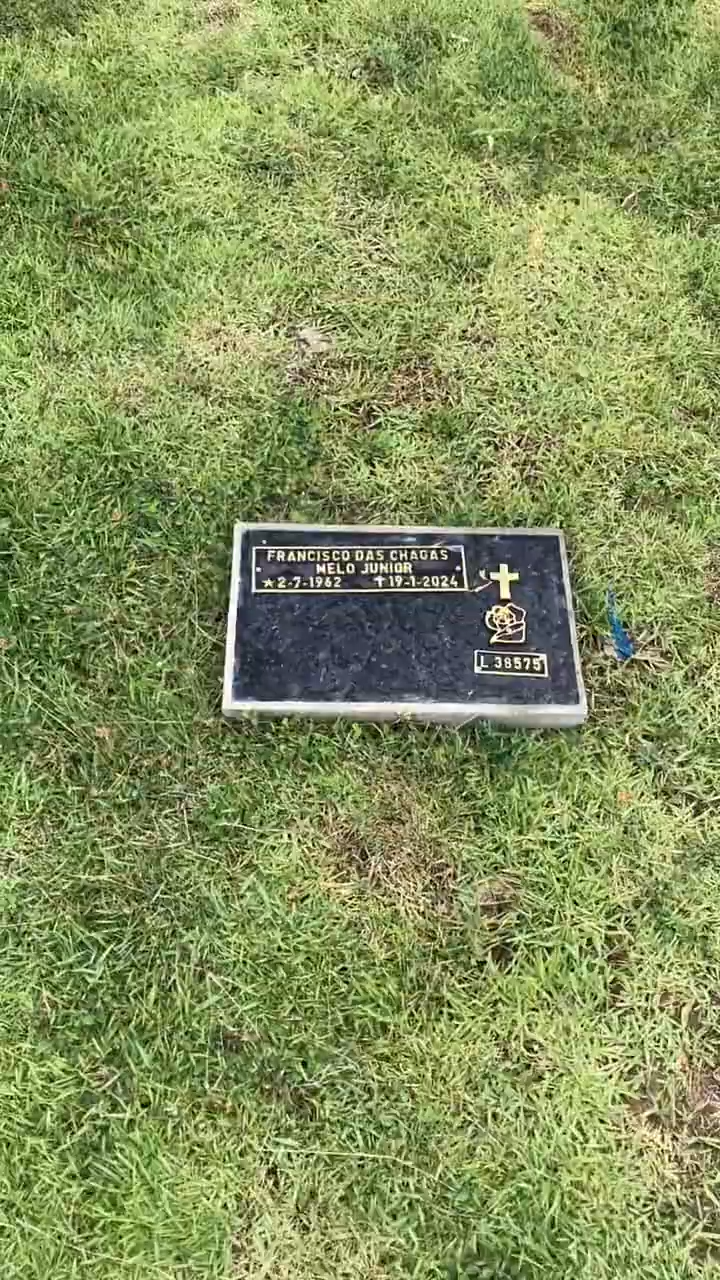 FRANCISCO DAS CHAGAS
MELO JUNIOR
★ 2-7-1962 ✝ 19-1-2024
L 38575